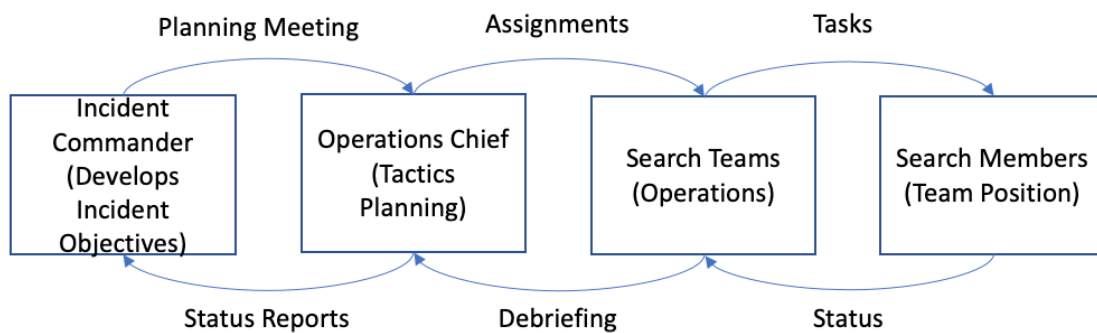 Planning Meeting
Assignments
Tasks
Incident
Commander
(Develops
Incident
Objectives)
Operations Chief
(Tactics
Planning)
Search Teams
(Operations)
Search Members
(Team Position)
Status Reports
Debriefing
Status